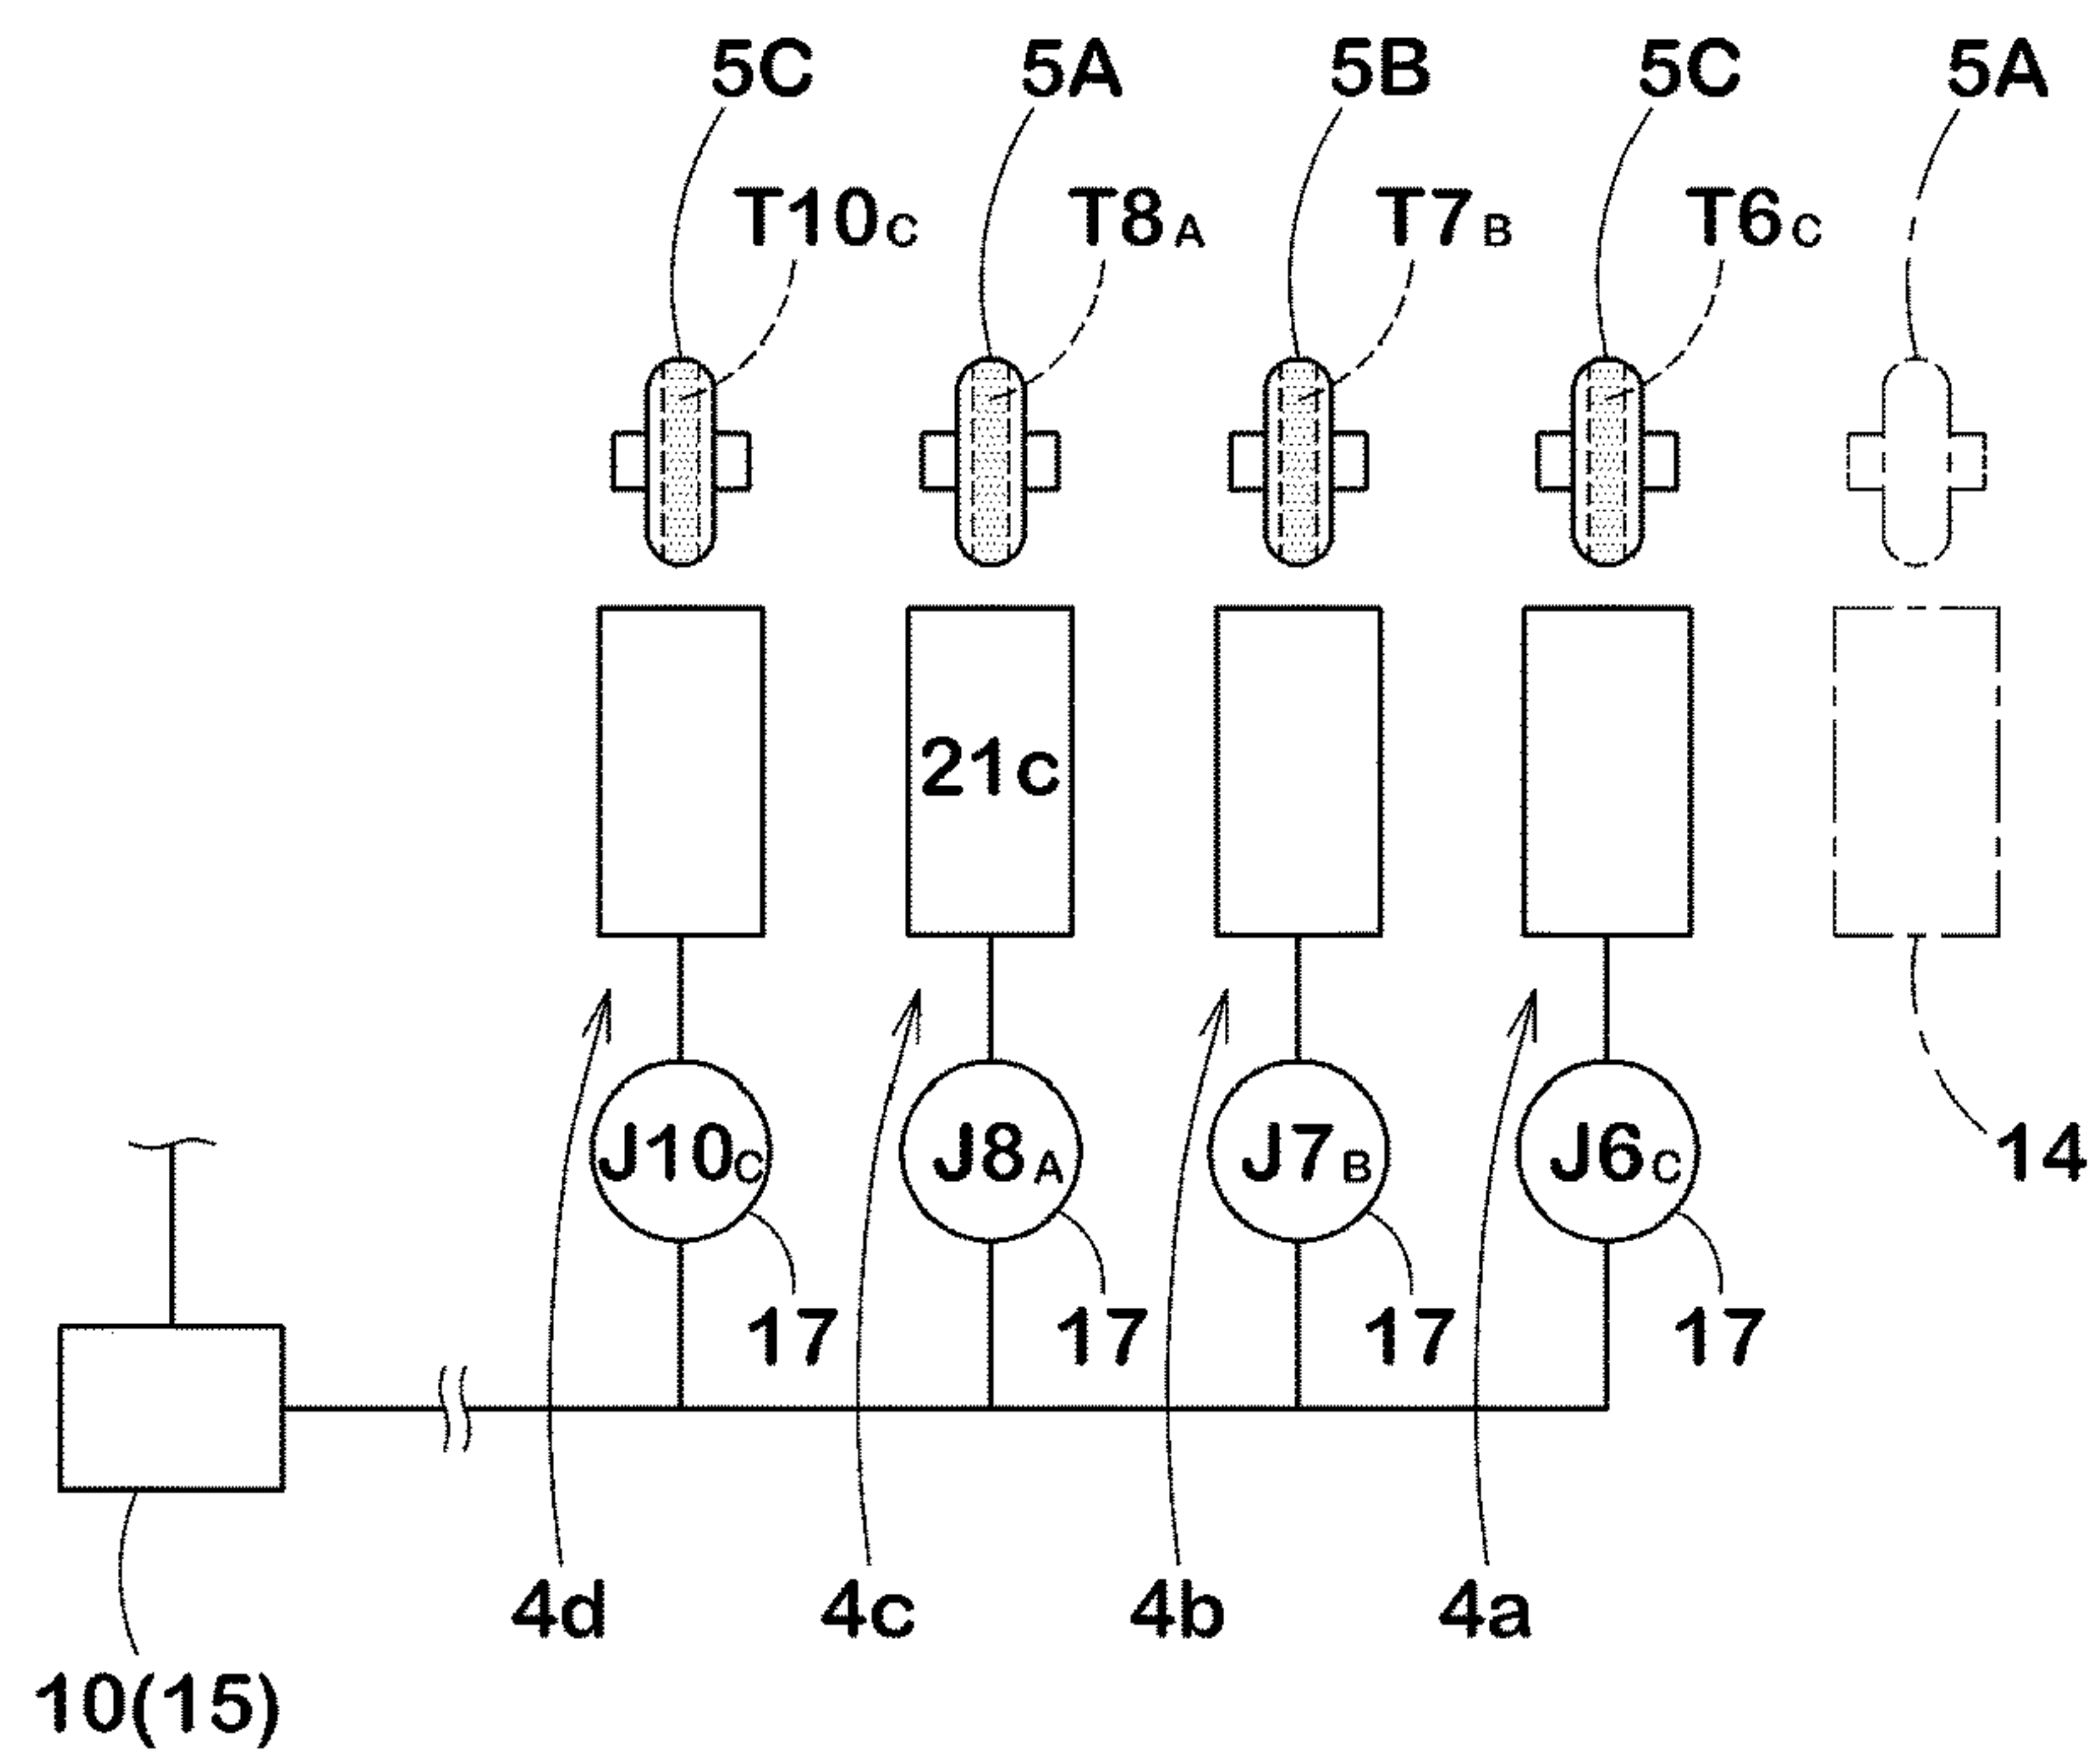 5C 5A 5B 5C 5A
T10C T8A T7B T6C
21c
J10C J8A J7B J6C 14
17 17 17 17
4d 4c 4b 4a
10(15)